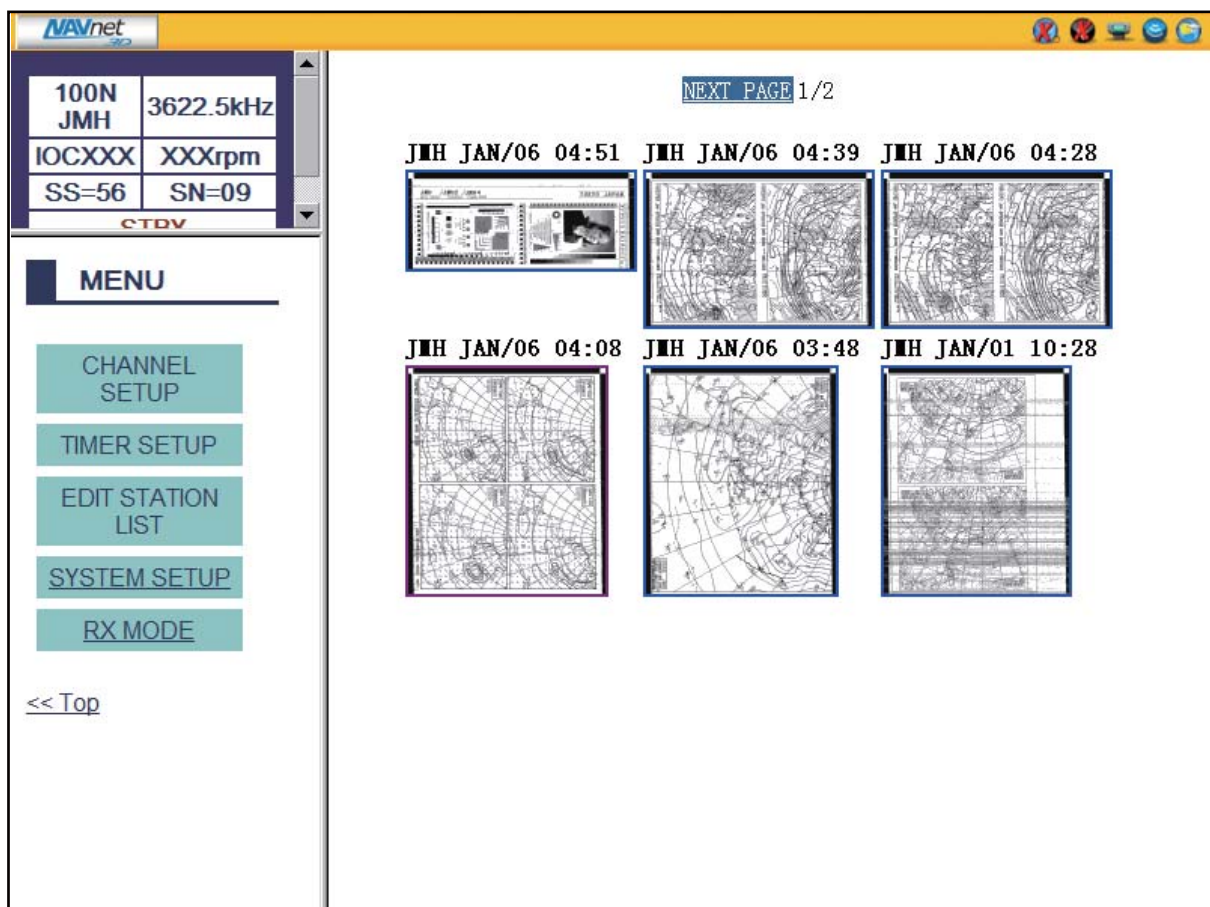 NAVnet
3D
100N
JMH
3622.5kHz
IOCXXX
XXXrpm
SS=56
SN=09
STBY
MENU
CHANNEL
SETUP
TIMER SETUP
EDIT STATION
LIST
SYSTEM SETUP
RX MODE
<< Top
NEXT PAGE 1/2
JMH JAN/06 04:51
JMH JAN/06 04:39
JMH JAN/06 04:28
JMH JAN/06 04:08
JMH JAN/06 03:48
JMH JAN/01 10:28